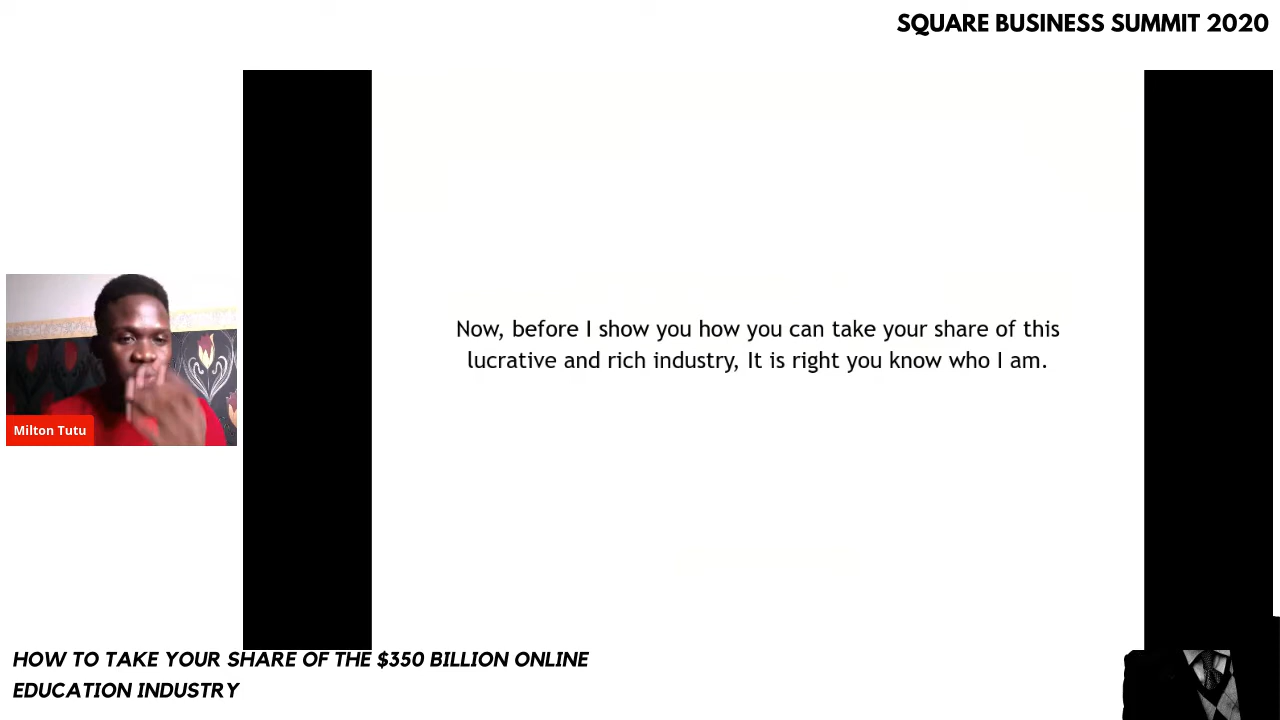 SQUARE BUSINESS SUMMIT 2020
Now, before I show you how you can take your share of this
lucrative and rich industry, It is right you know who I am.
Milton Tutu
HOW TO TAKE YOUR SHARE OF THE $350 BILLION ONLINE
EDUCATION INDUSTRY